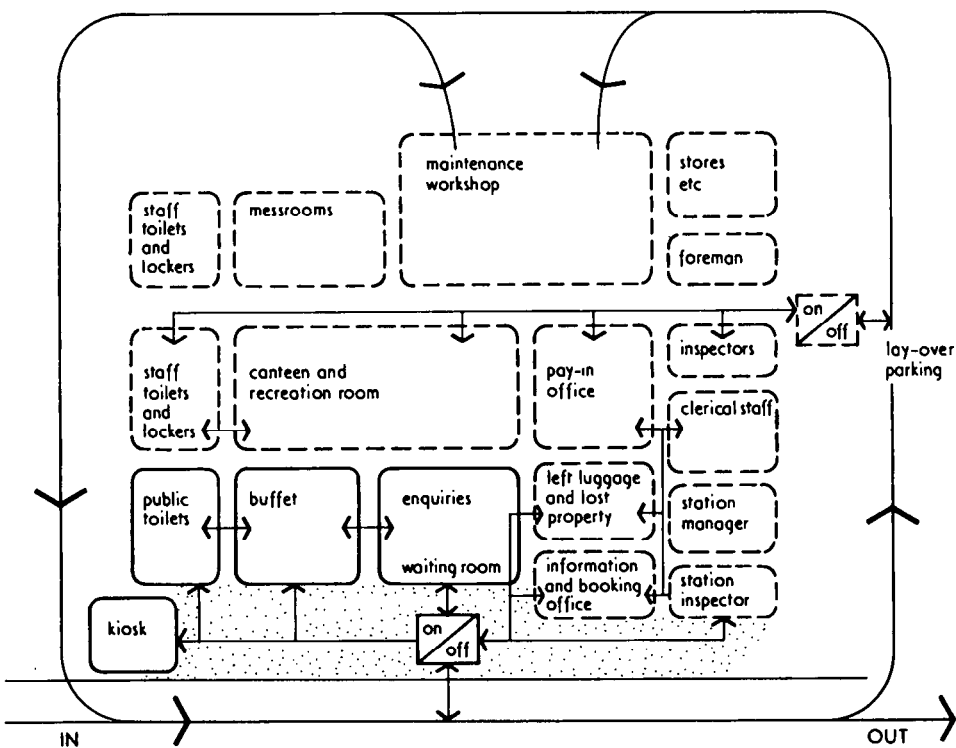 maintenance
workshop
stores
etc
staff
toilets
and
lockers
messrooms
foreman
on
off
lay-over
parking
staff
toilets
and
lockers
canteen and
recreation room
pay-in
office
inspectors
clerical staff
public
toilets
buffet
enquiries
waiting room
left luggage
and lost
property
station
manager
information
and booking
office
station
inspector
kiosk
on
off
IN
OUT